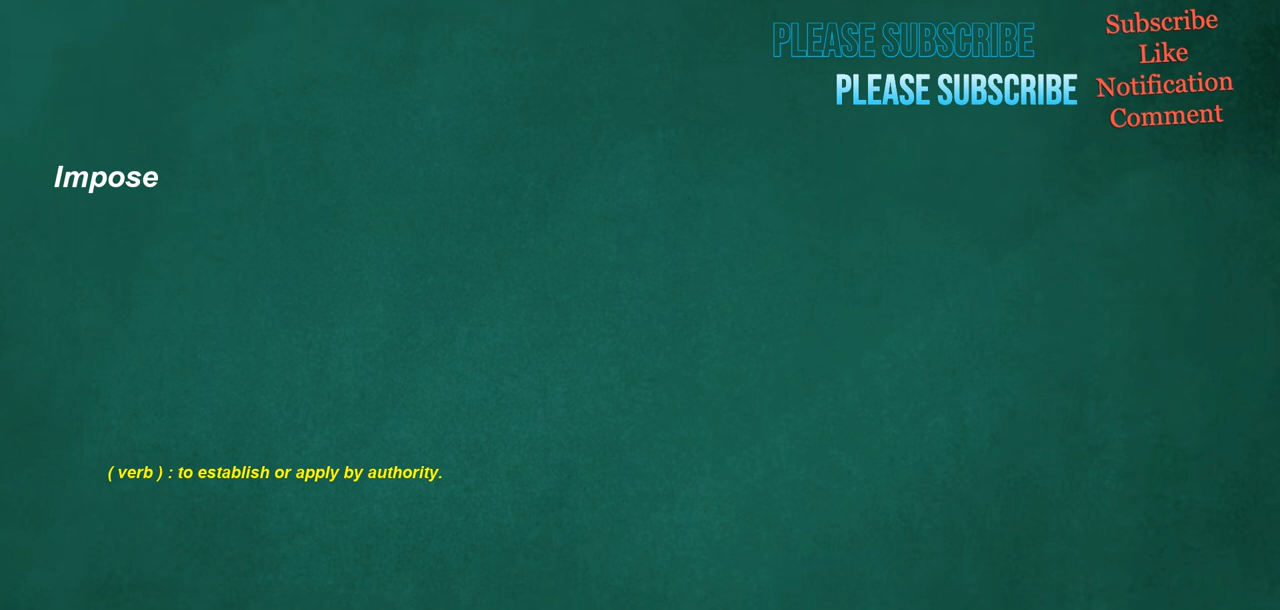 PLEASE SUBSCRIBE
PLEASE SUBSCRIBE
Subscribe
Like
Notification
Comment
Impose
( verb ) : to establish or apply by authority.